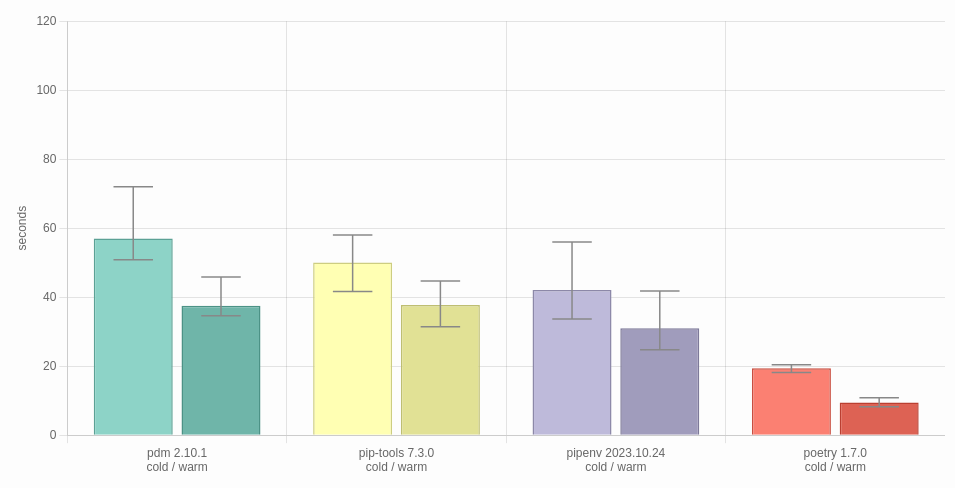 120
100
80
60
40
20
0
seconds
pdm 2.10.1
cold / warm
pip-tools 7.3.0
cold / warm
pipenv 2023.10.24
cold / warm
poetry 1.7.0
cold / warm